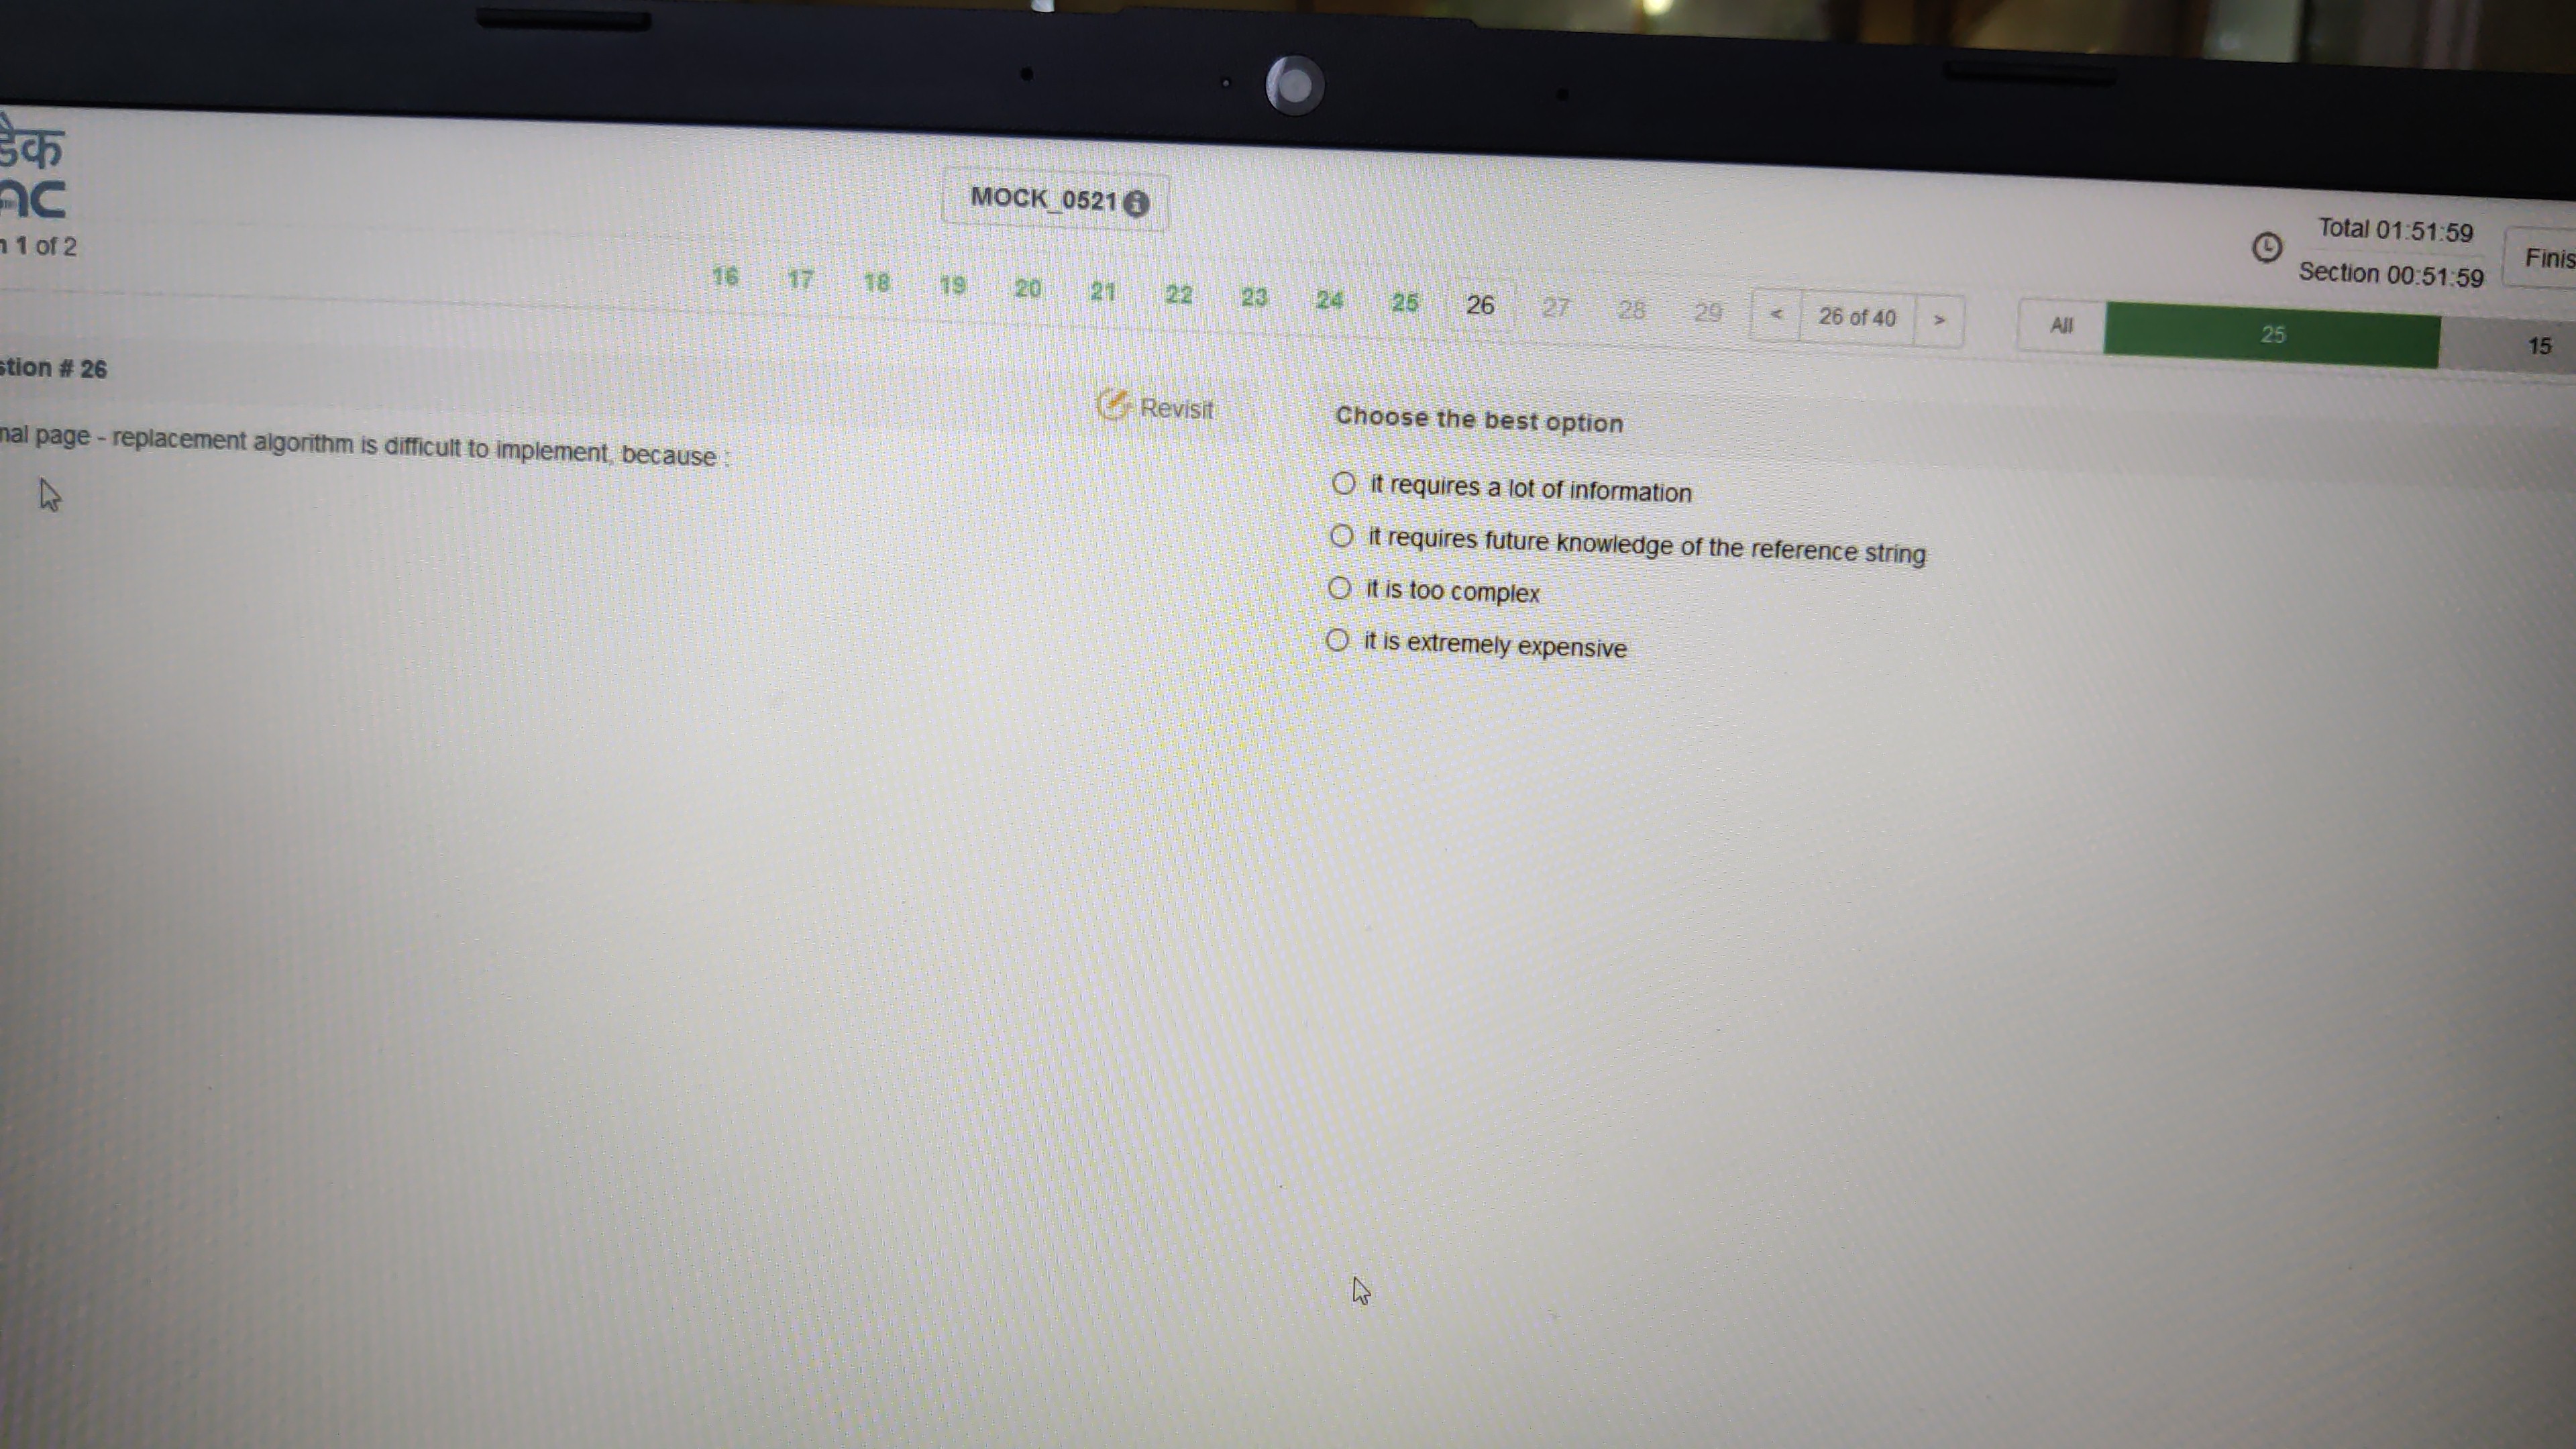 डैक
AC
MOCK_0521
Total 01:51:59
Section 00:51:59
Finis
1 of 2
16 17 18 19 20 21 22 23 24 25 26 27 28 29 < 26 of 40 > All 25 15
stion # 26
Revisit
nal page - replacement algorithm is difficult to implement, because :
Choose the best option
it requires a lot of information
it requires future knowledge of the reference string
it is too complex
it is extremely expensive